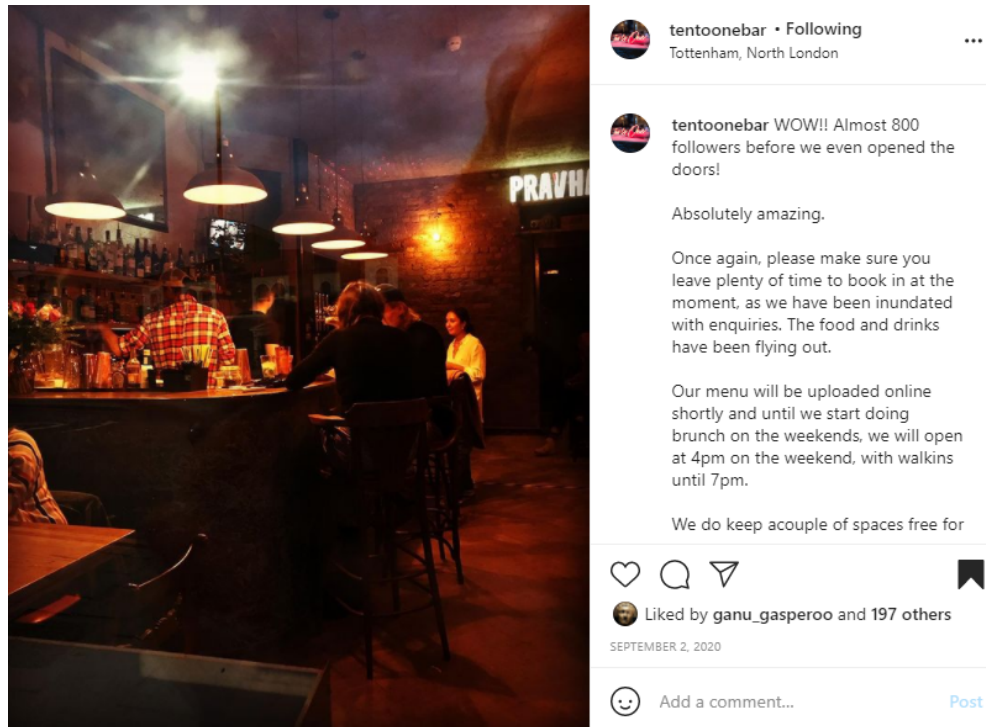 PRAVHA
tentoonebar • Following
Tottenham, North London
tentoonebar WOW!! Almost 800
followers before we even opened the
doors!
Absolutely amazing.
Once again, please make sure you
leave plenty of time to book in at the
moment, as we have been inundated
with enquiries. The food and drinks
have been flying out.
Our menu will be uploaded online
shortly and until we start doing
brunch on the weekends, we will open
at 4pm on the weekend, with walkins
until 7pm.
We do keep acouple of spaces free for
Liked by ganu_gasperoo and 197 others
SEPTEMBER 2, 2020
Add a comment...
Post